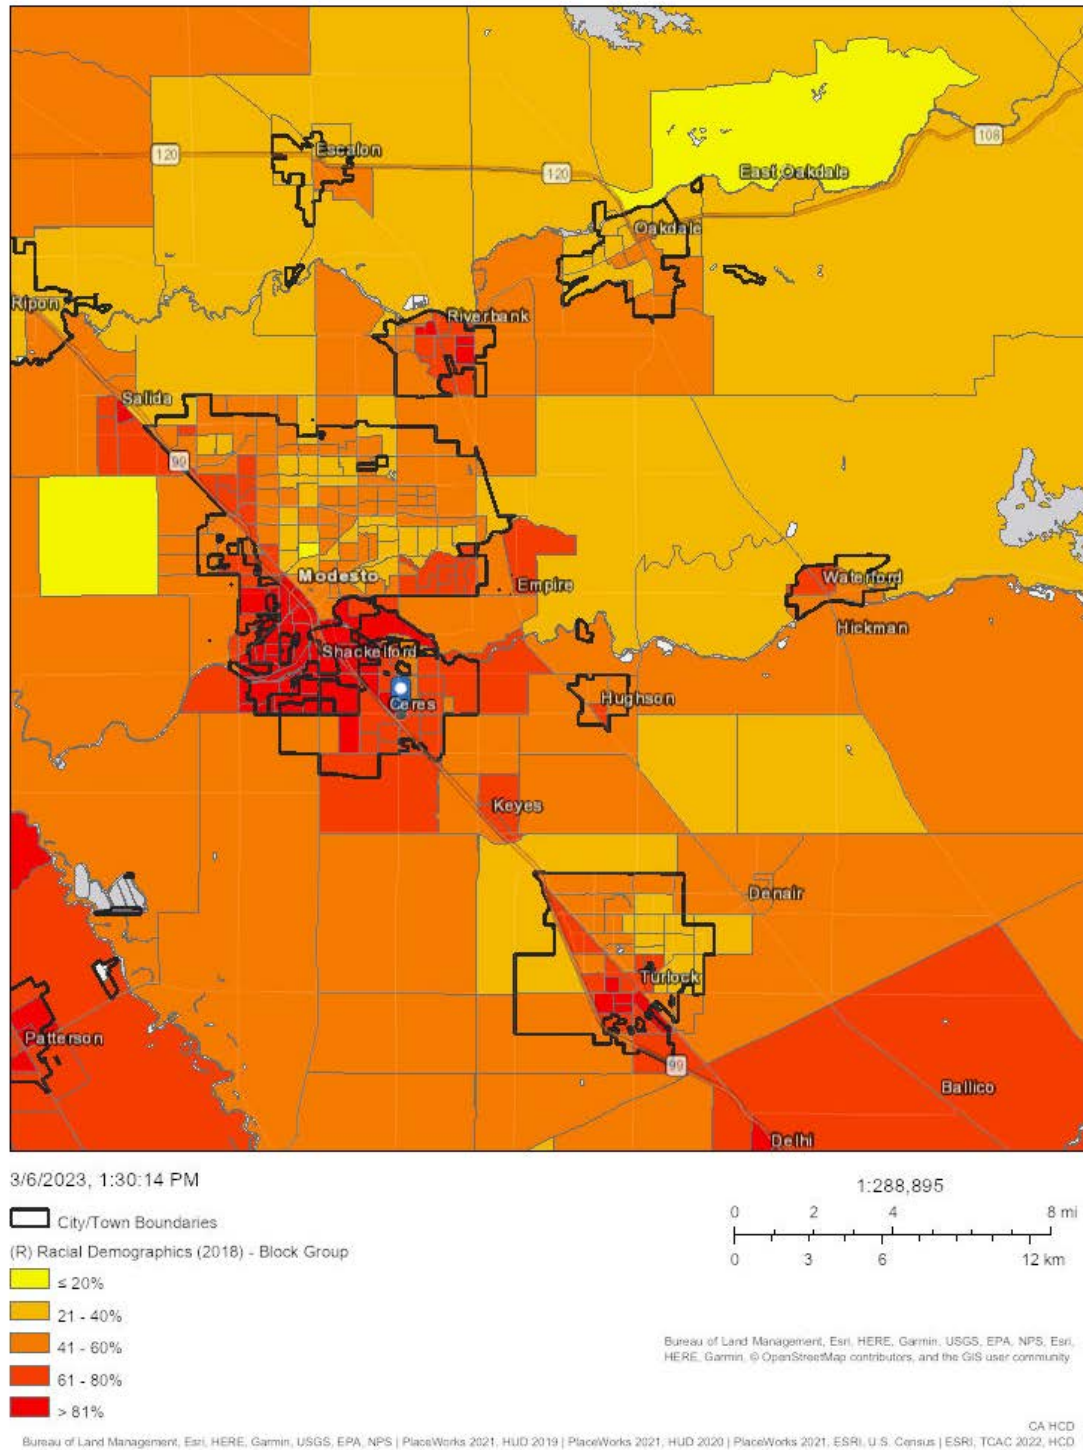 Escalon
120
120
108
East Oakdale
Oakdale
Ripon
Riverbank
Salida
99
Modesto
Empire
Waterford
Hickman
Shackelford
Ceres
Hughson
Keyes
Denair
Turlock
Patterson
99
Ballico
Delhi
3/6/2023, 1:30:14 PM
City/Town Boundaries
(R) Racial Demographics (2018) - Block Group
≤ 20%
21 - 40%
41 - 60%
61 - 80%
> 81%
1:288,895
0 2 4 8 mi
0 3 6 12 km
Bureau of Land Management, Esri, HERE, Garmin, USGS, EPA, NPS, Esri,
HERE, Garmin, © OpenStreetMap contributors, and the GIS user community
CA HCD
Bureau of Land Management, Esri, HERE, Garmin, USGS, EPA, NPS | PlaceWorks 2021, HUD 2019 | PlaceWorks 2021, HUD 2020 | PlaceWorks 2021, ESRI, U.S. Census | ESRI, TCAC 2022, HCD